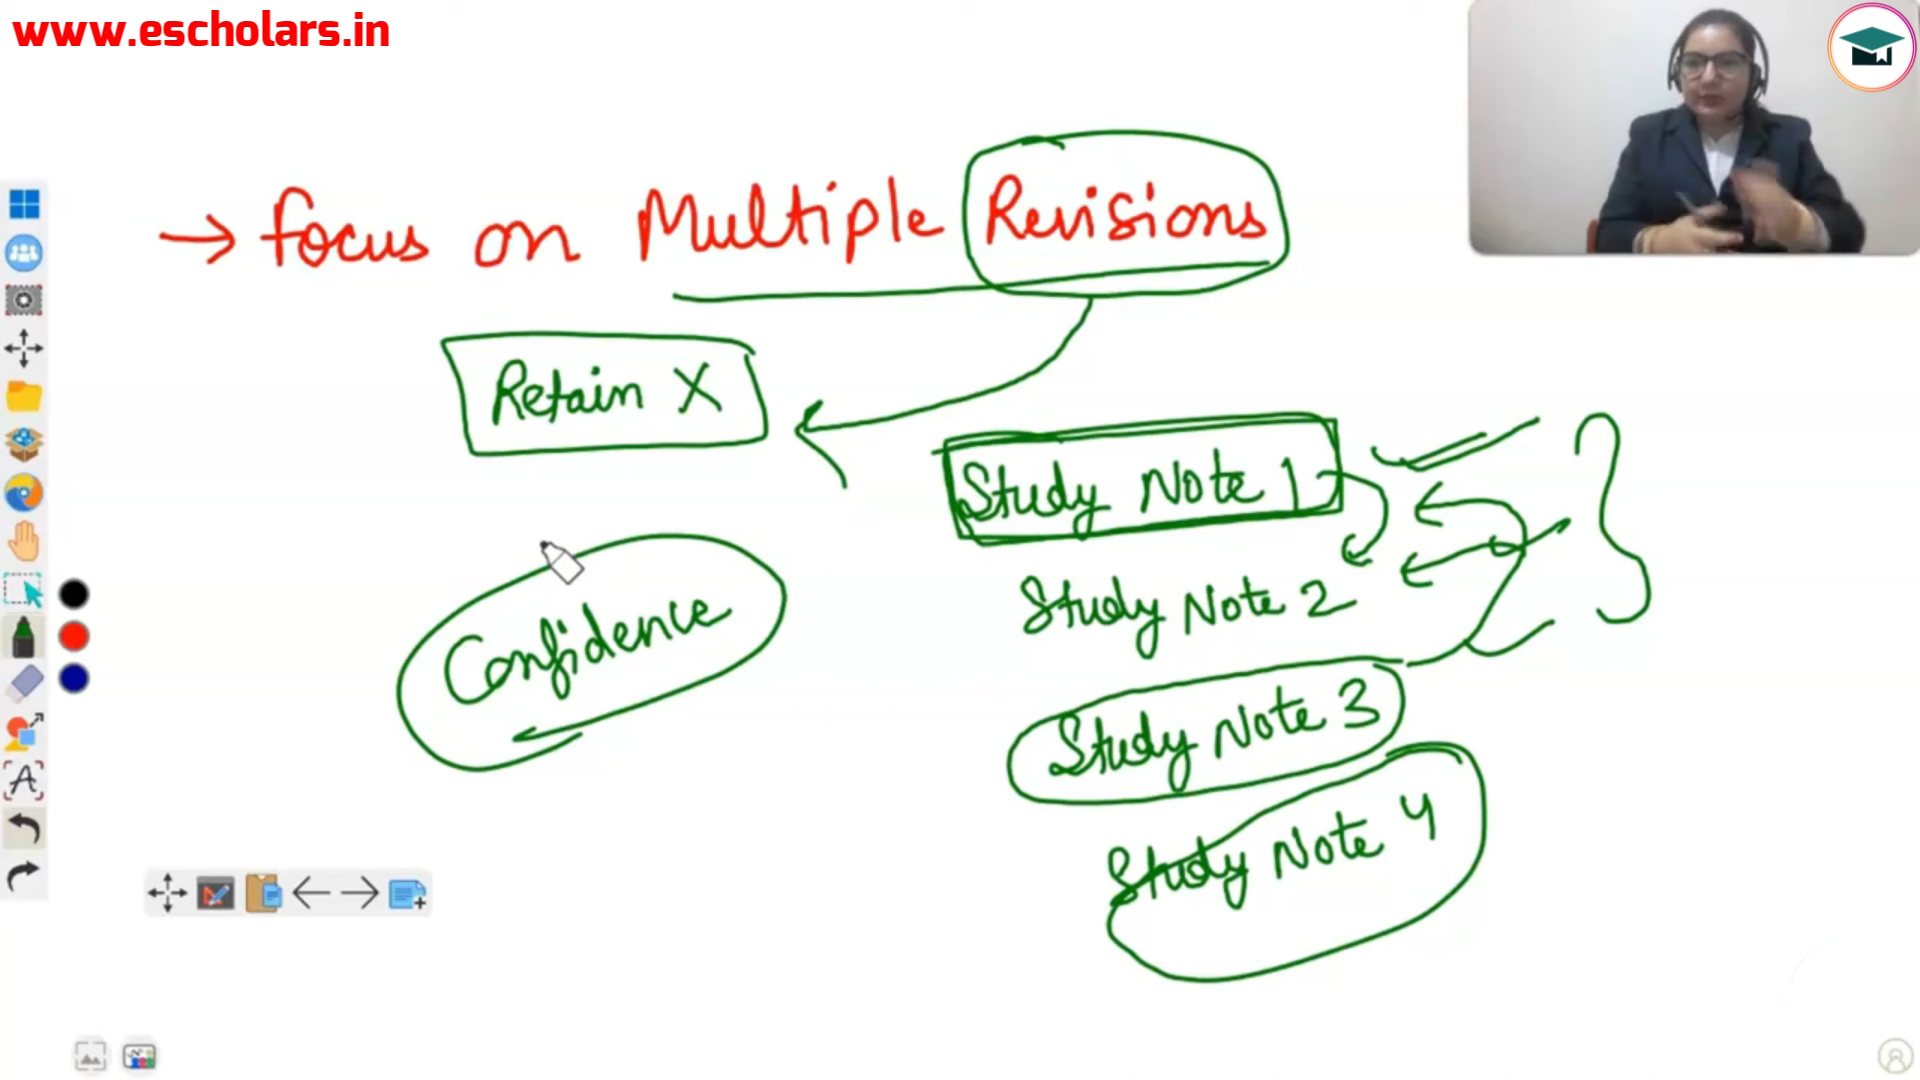 www.escholars.in
→ focus on Multiple Revisions
Retain X
Study Note 1
Study Note 2
Confidence
Study Note 3
Study Note 4